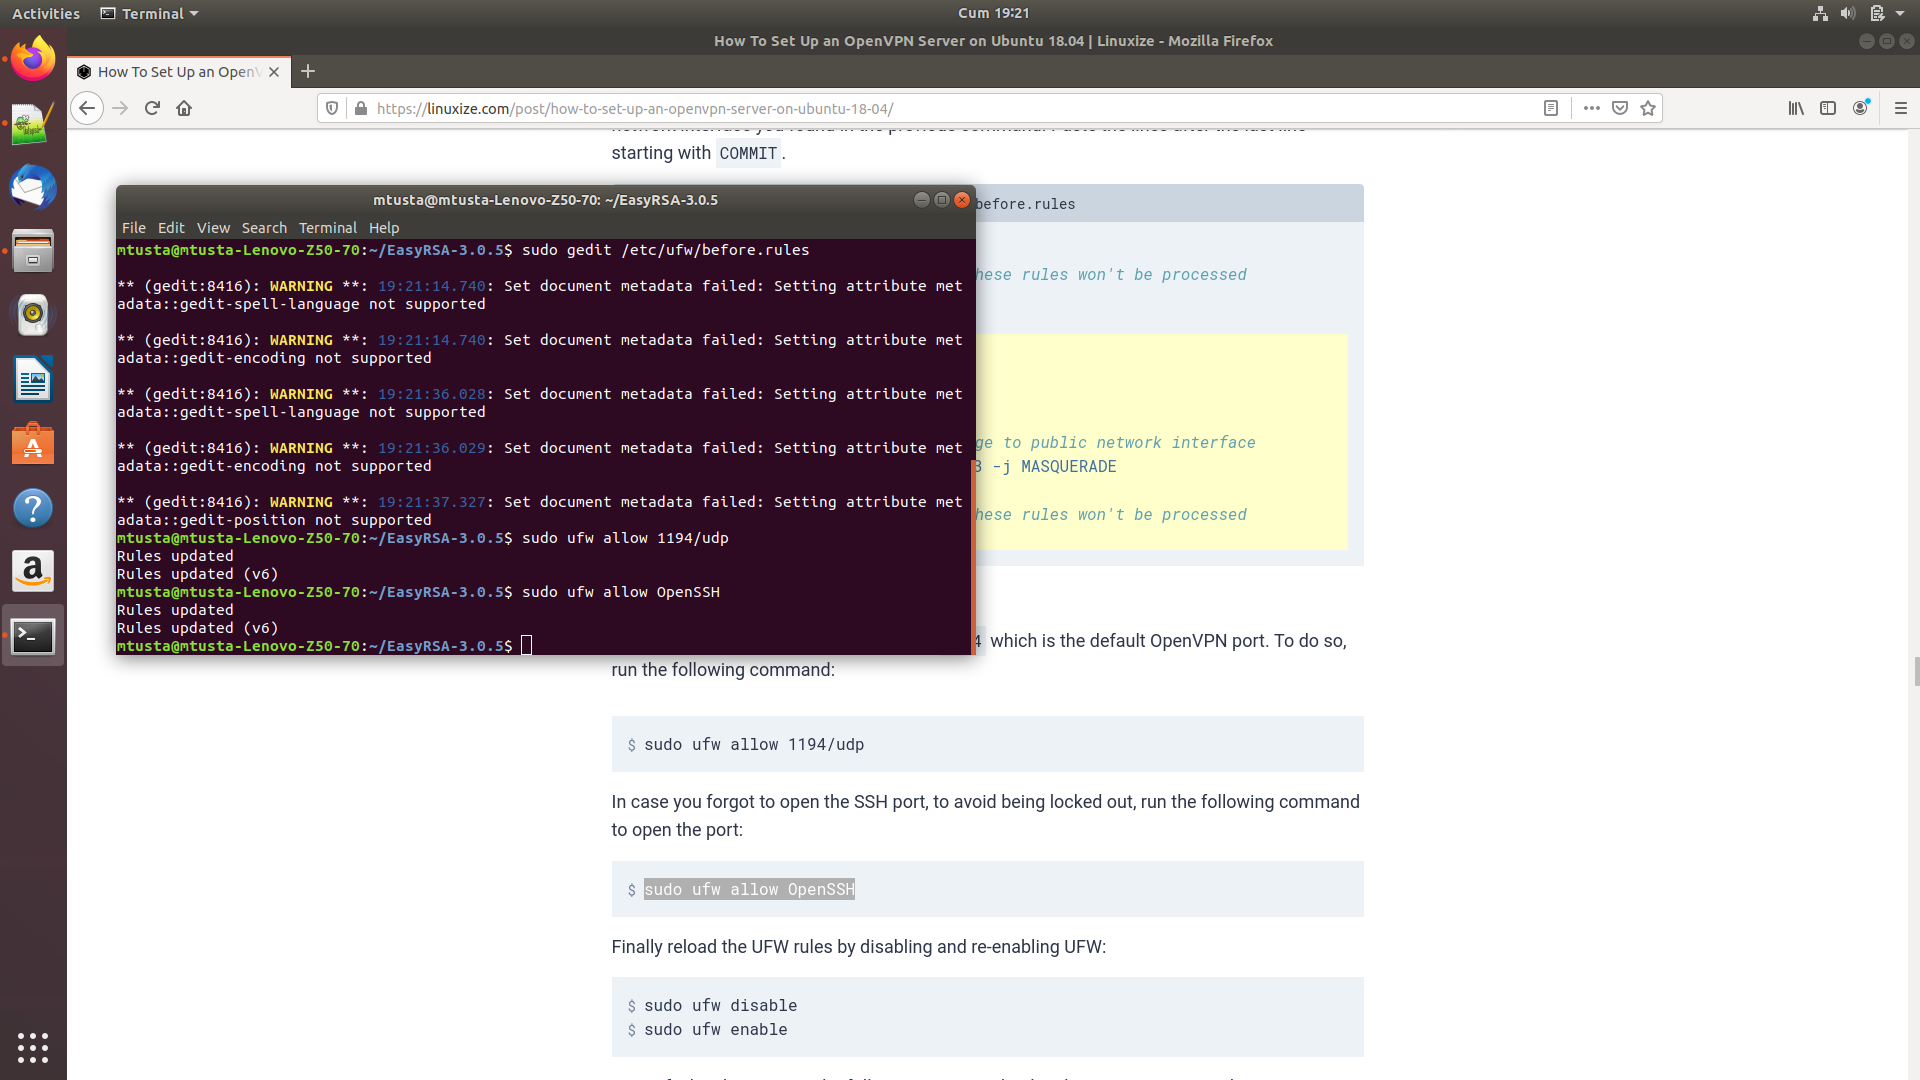 Activities
Terminal
Cum 19:21
How To Set Up an OpenVPN Server on Ubuntu 18.04 | Linuxize - Mozilla Firefox
How To Set Up an OpenV
https://linuxize.com/post/how-to-set-up-an-openvpn-server-on-ubuntu-18-04/
starting with COMMIT.
mtusta@mtusta-Lenovo-Z50-70: ~/EasyRSA-3.0.5
File Edit View Search Terminal Help
mtusta@mtusta-Lenovo-Z50-70:~/EasyRSA-3.0.5$ sudo gedit /etc/ufw/before.rules
** (gedit:8416): WARNING **: 19:21:14.740: Set document metadata failed: Setting attribute met
adata::gedit-spell-language not supported
** (gedit:8416): WARNING **: 19:21:14.740: Set document metadata failed: Setting attribute met
adata::gedit-encoding not supported
** (gedit:8416): WARNING **: 19:21:36.028: Set document metadata failed: Setting attribute met
adata::gedit-spell-language not supported
** (gedit:8416): WARNING **: 19:21:36.029: Set document metadata failed: Setting attribute met
adata::gedit-encoding not supported
** (gedit:8416): WARNING **: 19:21:37.327: Set document metadata failed: Setting attribute met
adata::gedit-position not supported
mtusta@mtusta-Lenovo-Z50-70:~/EasyRSA-3.0.5$ sudo ufw allow 1194/udp
Rules updated
Rules updated (v6)
mtusta@mtusta-Lenovo-Z50-70:~/EasyRSA-3.0.5$ sudo ufw allow OpenSSH
Rules updated
Rules updated (v6)
mtusta@mtusta-Lenovo-Z50-70:~/EasyRSA-3.0.5$
before.rules
hese rules won't be processed
ge to public network interface
3 -j MASQUERADE
hese rules won't be processed
4 which is the default OpenVPN port. To do so,
run the following command:
$ sudo ufw allow 1194/udp
In case you forgot to open the SSH port, to avoid being locked out, run the following command
to open the port:
$ sudo ufw allow OpenSSH
Finally reload the UFW rules by disabling and re-enabling UFW:
$ sudo ufw disable
$ sudo ufw enable